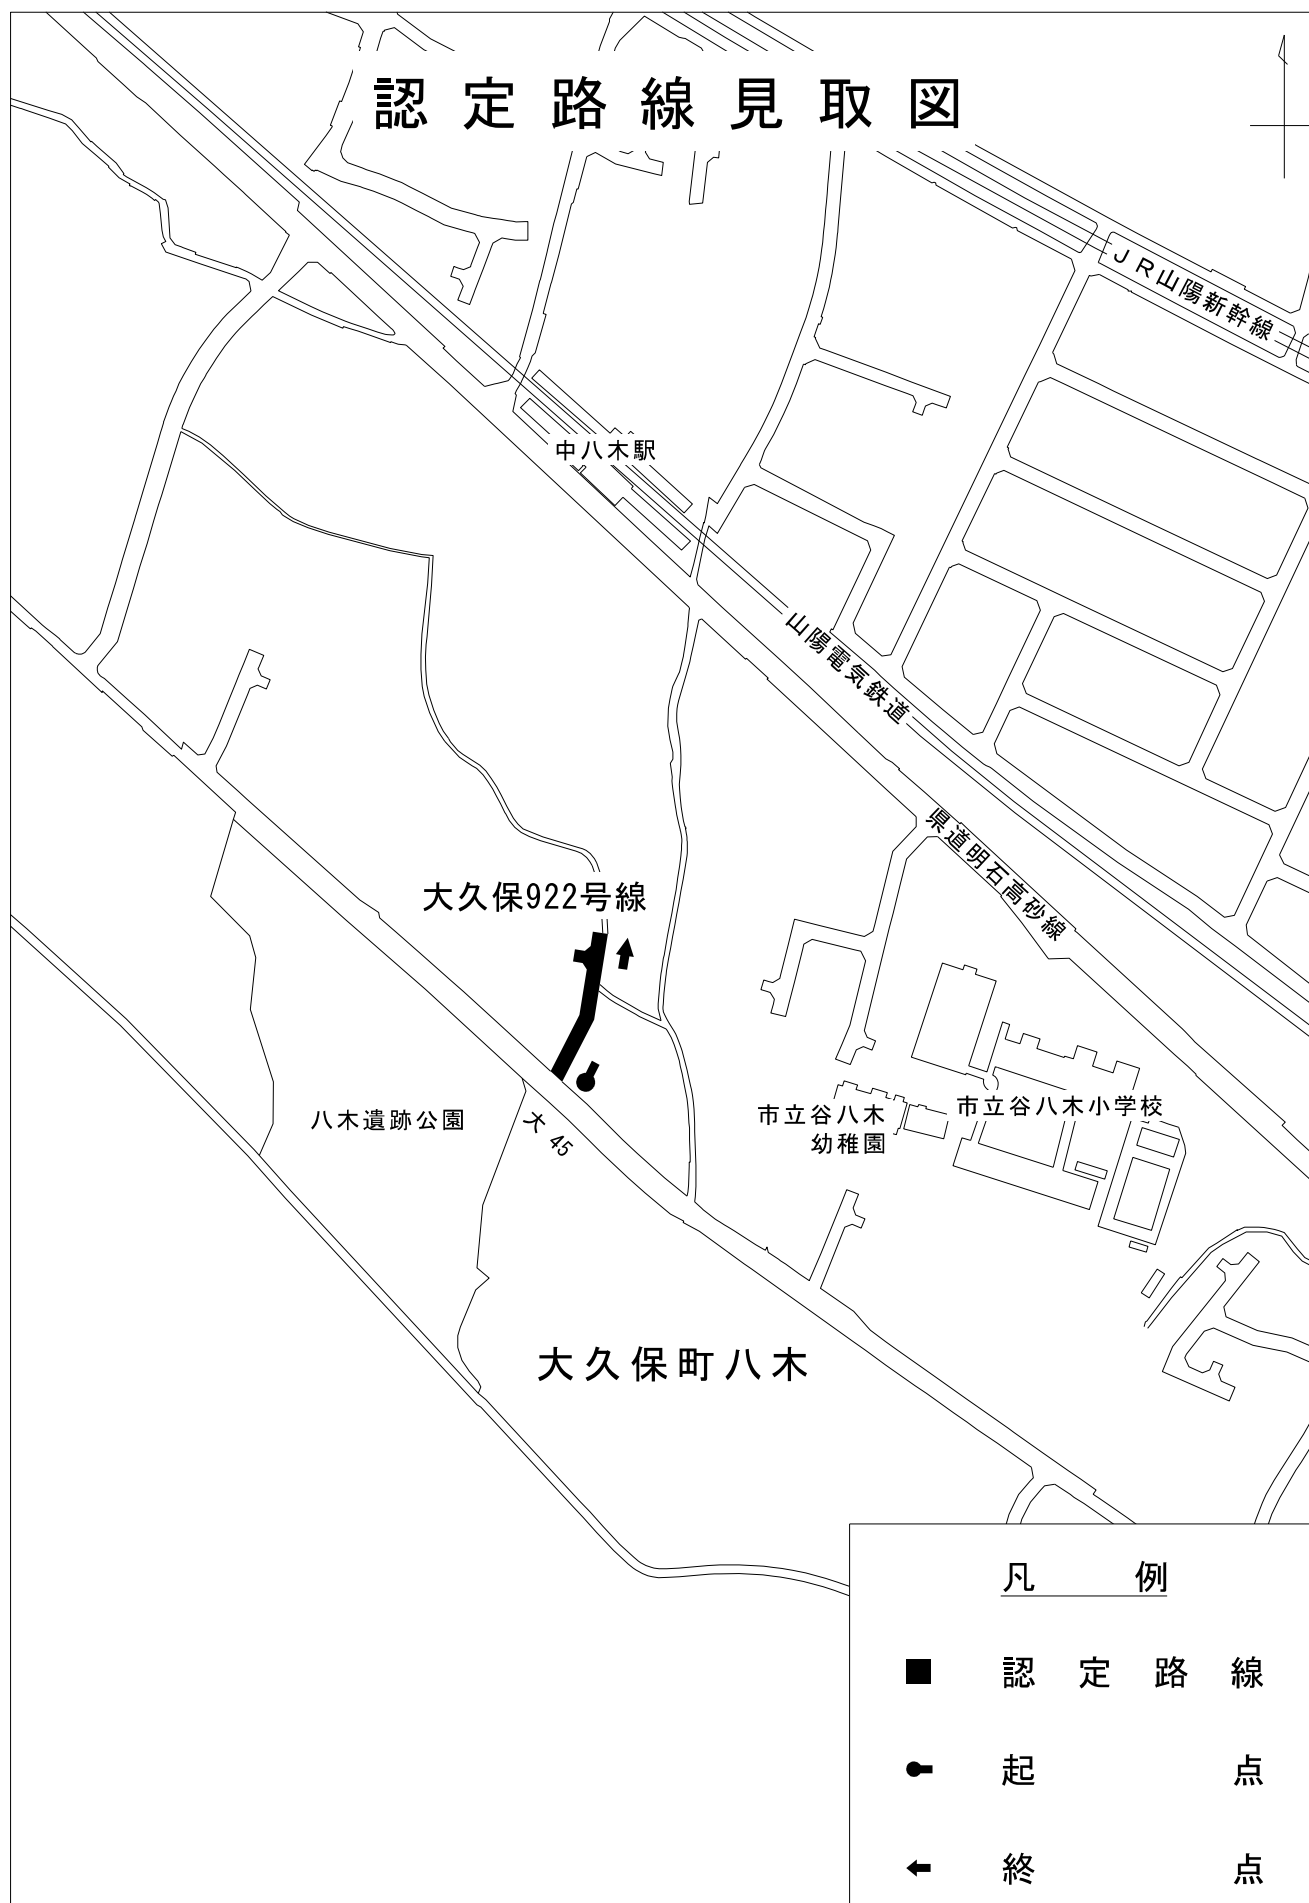 認定路線見取図
JR山陽新幹線
中八木駅
山陽電気鉄道
県道明石高砂線
大久保922号線
八木遺跡公園
大45
市立谷八木
幼稚園
市立谷八木小学校
大久保町八木
凡例
認定路線
起点
終点